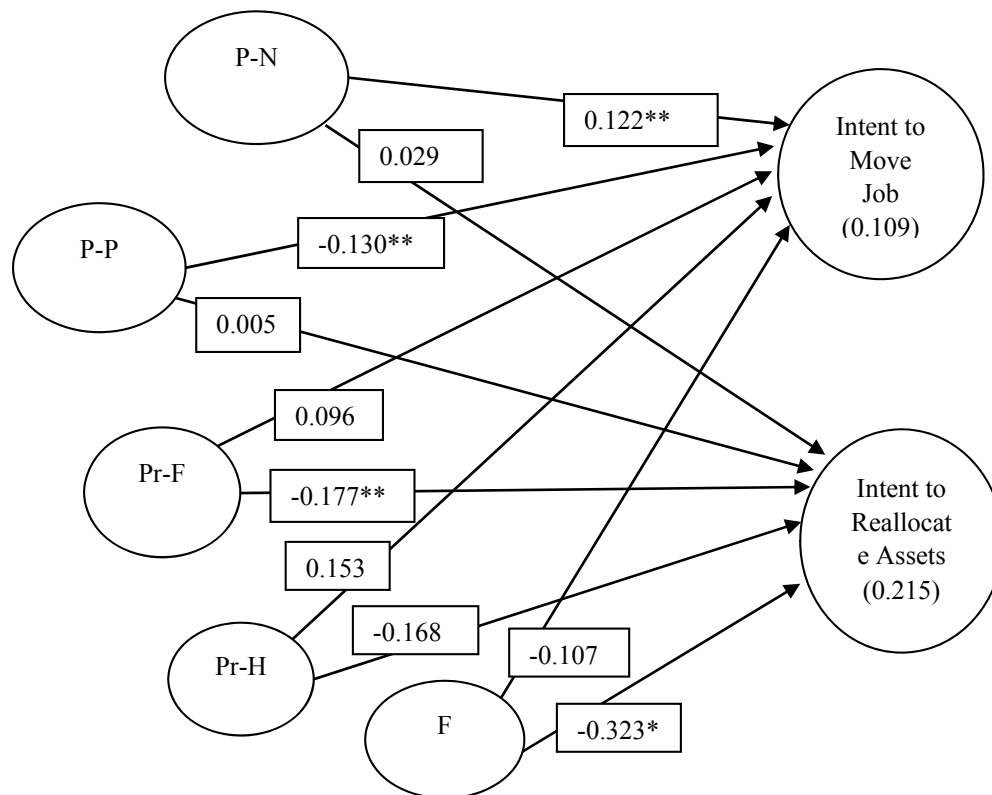 P-N
0.122**
Intent to
Move
Job
(0.109)
0.029
P-P
-0.130**
0.005
0.096
Pr-F
-0.177**
Intent to
Reallocat
e Assets
(0.215)
0.153
-0.168
Pr-H
-0.107
F
-0.323*